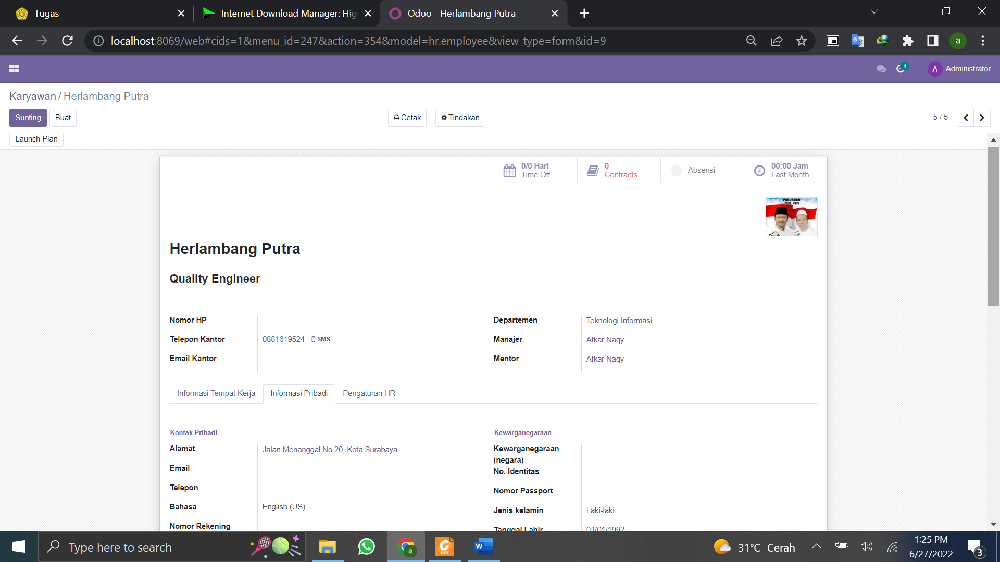 Tugas
Internet Download Manager: Hig
Odoo - Herlambang Putra
localhost:8069/web#cids=1&menu_id=247&action=354&model=hr.employee&view_type=form&id=9
a
1
A Administrator
Karyawan / Herlambang Putra
Sunting Buat Cetak Tindakan 5 / 5
Launch Plan
0/0 Hari
Time Off
0
Contracts
Absensi
00:00 Jam
Last Month
PASURUAN
2018 - 2023
Herlambang Putra
Quality Engineer
Nomor HP
Telepon Kantor 0881619524 SMS
Email Kantor
Departemen Teknologi Informasi
Manajer Afkar Naqy
Mentor Afkar Naqy
Informasi Tempat Kerja Informasi Pribadi Pengaturan HR
Kontak Pribadi
Alamat Jalan Menanggal No 20, Kota Surabaya
Email
Telepon
Bahasa English (US)
Nomor Rekening
Kewarganegaraan
Kewarganegaraan
(negara)
No. Identitas
Nomor Passport
Jenis kelamin Laki-laki
Tanggal Lahir 01/01/1992
Type here to search
a
PDF
W
31°C Cerah
1:25 PM
6/27/2022
3